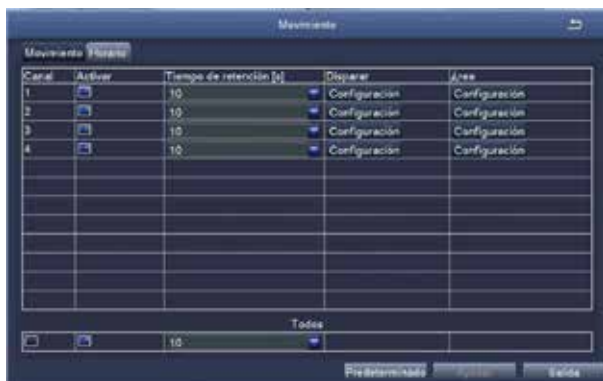 Movimiento
Movimiento Horario
Canal Activar Tiempo de retención [s] Disparar Área
1 10 Configuración Configuración
2 10 Configuración Configuración
3 10 Configuración Configuración
4 10 Configuración Configuración
Todos
10
Predeterminado Aplicar Salida